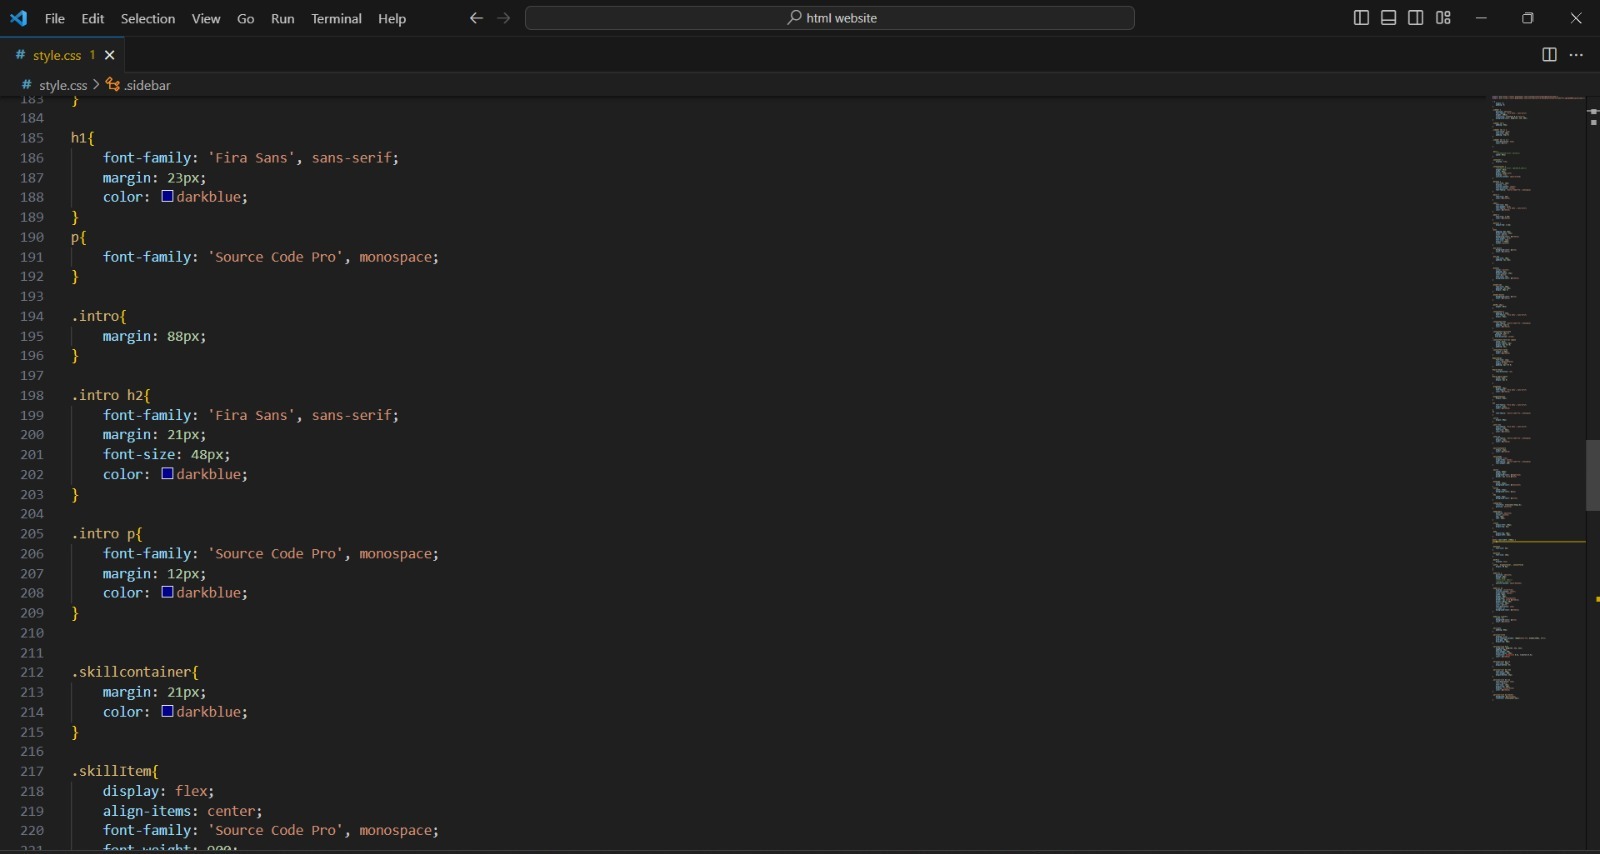 File Edit Selection View Go Run Terminal Help
html website
# style.css 1
# style.css > .sidebar
183 }
184
185 h1{
186 font-family: 'Fira Sans', sans-serif;
187 margin: 23px;
188 color: darkblue;
189 }
190 p{
191 font-family: 'Source Code Pro', monospace;
192 }
193
194 .intro{
195 margin: 88px;
196 }
197
198 .intro h2{
199 font-family: 'Fira Sans', sans-serif;
200 margin: 21px;
201 font-size: 48px;
202 color: darkblue;
203 }
204
205 .intro p{
206 font-family: 'Source Code Pro', monospace;
207 margin: 12px;
208 color: darkblue;
209 }
210
211
212 .skillcontainer{
213 margin: 21px;
214 color: darkblue;
215 }
216
217 .skillItem{
218 display: flex;
219 align-items: center;
220 font-family: 'Source Code Pro', monospace;
221 font-weight: 900;